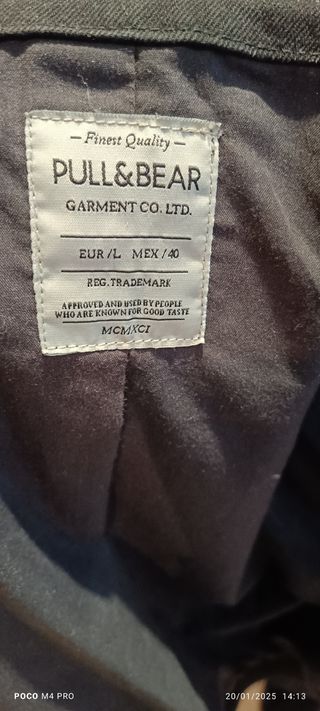 — Finest Quality —
PULL&BEAR
GARMENT CO. LTD.
EUR/L MEX/40
REG. TRADEMARK
APPROVED AND USED BY PEOPLE
WHO ARE KNOWN FOR GOOD TASTE
MCMXCI
POCO M4 PRO 20/01/2025 14:13